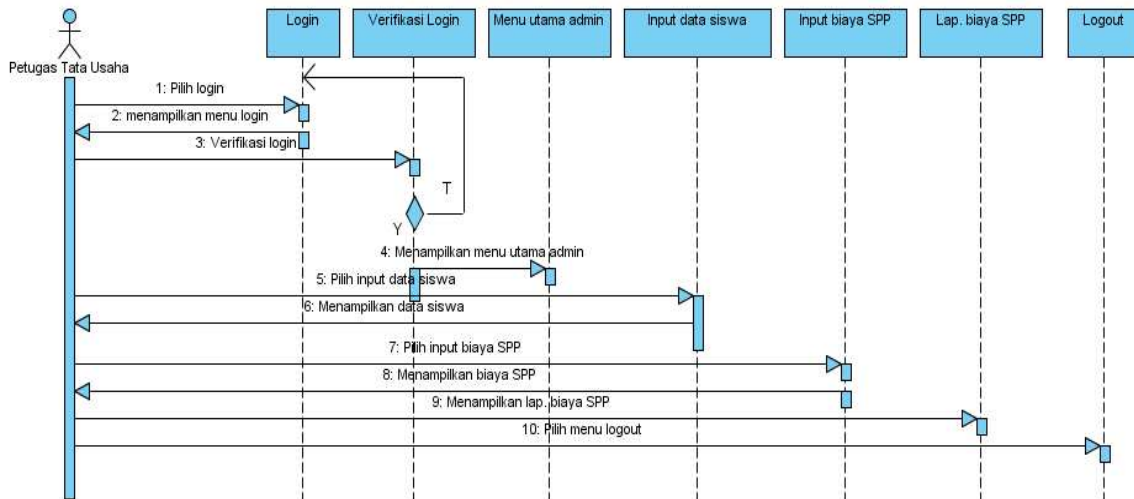 Login
Verifikasi Login
Menu utama admin
Input data siswa
Input biaya SPP
Lap. biaya SPP
Logout
Petugas Tata Usaha
1: Pilih login
2: menampilkan menu login
3: Verifikasi login
T
Y
4: Menampilkan menu utama admin
5: Pilih input data siswa
6: Menampilkan data siswa
7: Pilih input biaya SPP
8: Menampilkan biaya SPP
9: Menampilkan lap. biaya SPP
10: Pilih menu logout